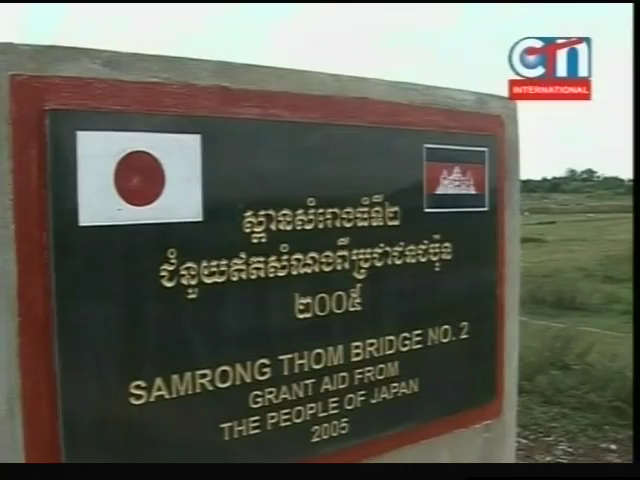 CTN
INTERNATIONAL
ស្ពានសំរោងធំទី២
ជំនួយឥតសំណងពីប្រជាជនជប៉ុន
២០០៥
SAMRONG THOM BRIDGE NO. 2
GRANT AID FROM
THE PEOPLE OF JAPAN
2005